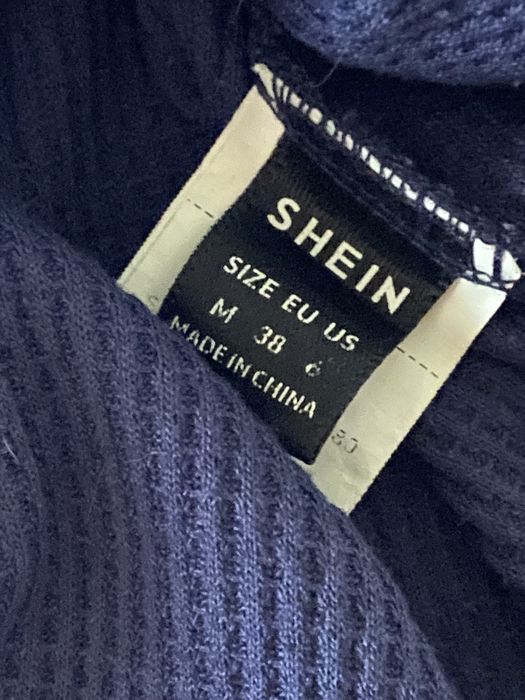 SHEIN
SIZE EU US
M 38 6
MADE IN CHINA